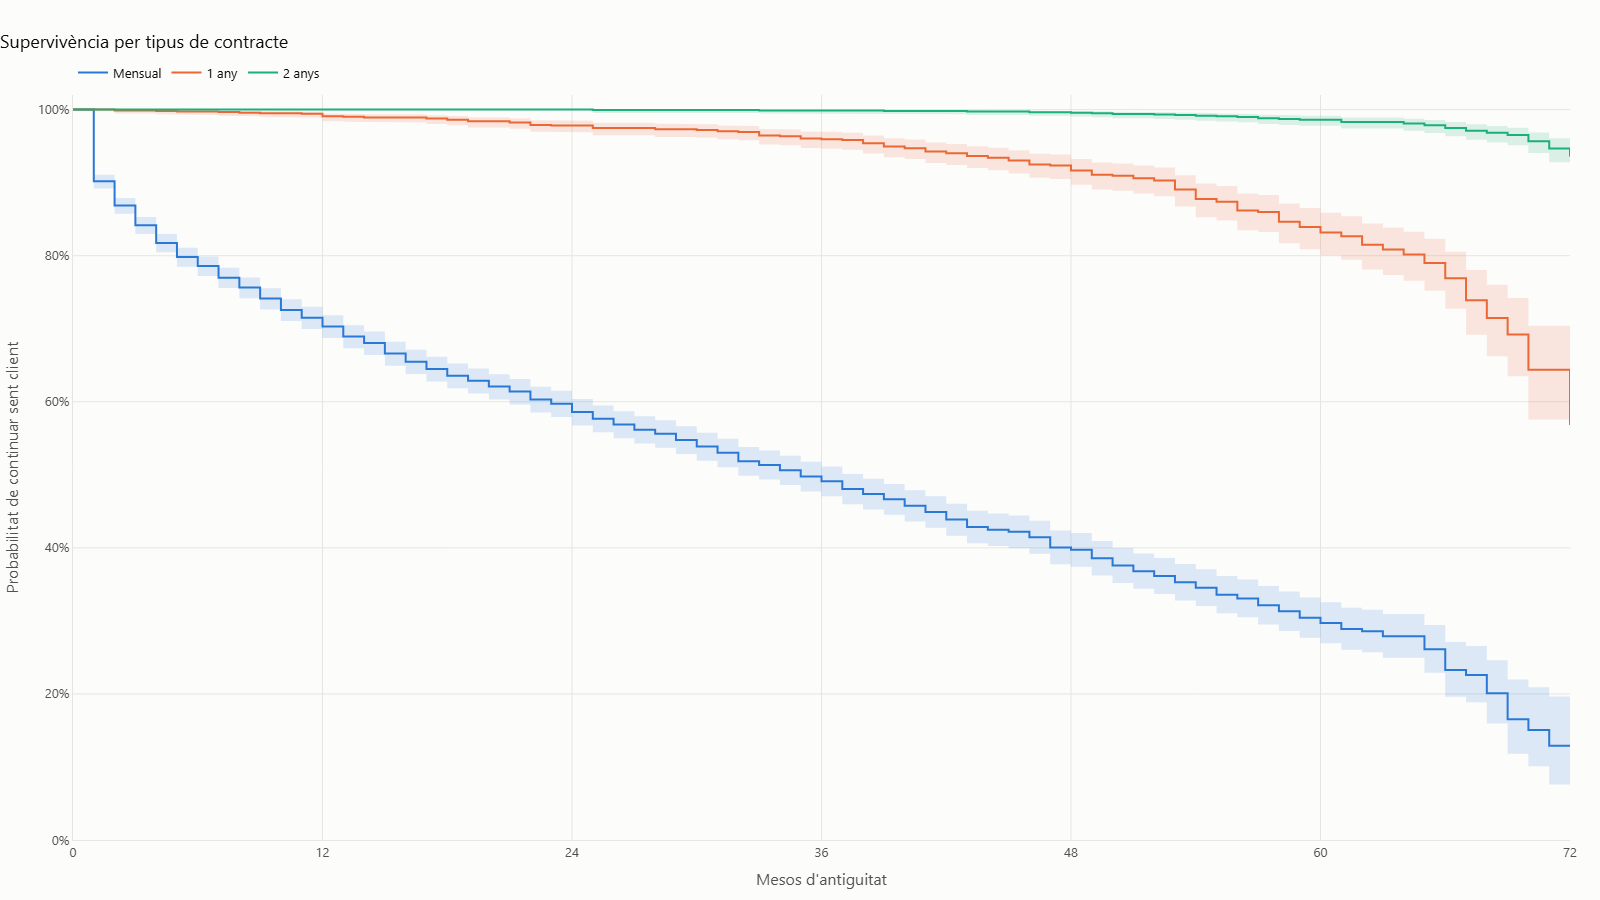 Supervivència per tipus de contracte
Mensual 1 any 2 anys
100%
80%
60%
40%
20%
0%
Probabilitat de continuar sent client
0 12 24 36 48 60 72
Mesos d'antiguitat